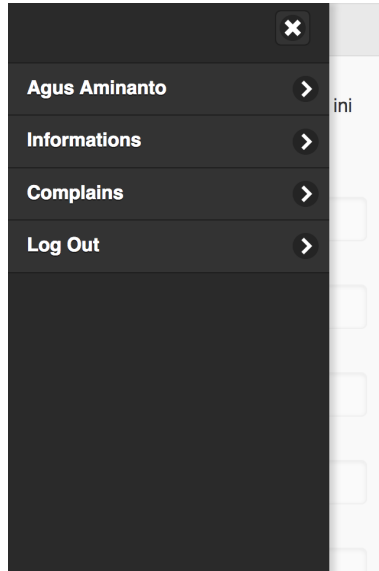 Agus Aminanto
ini
Informations
Complains
Log Out